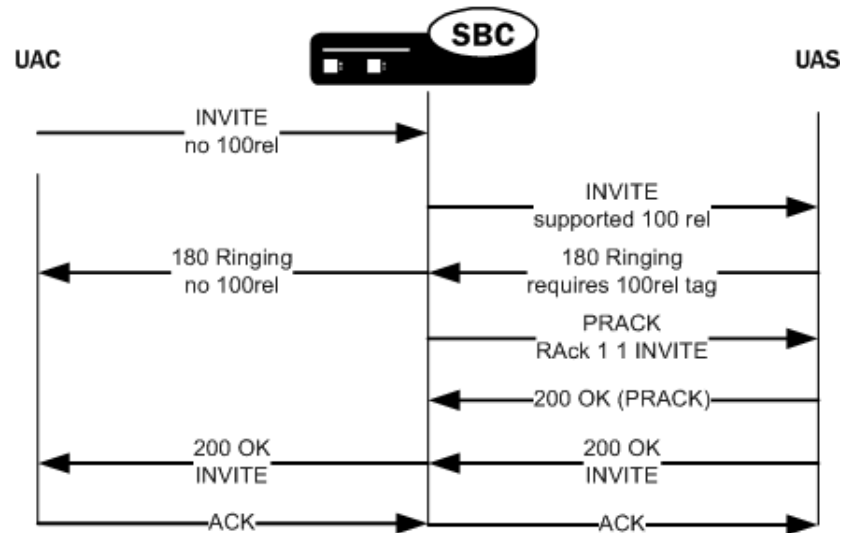 SBC
UAC
UAS
INVITE
no 100rel
INVITE
supported 100 rel
180 Ringing
no 100rel
180 Ringing
requires 100rel tag
PRACK
RAck 1 1 INVITE
200 OK (PRACK)
200 OK
INVITE
200 OK
INVITE
ACK
ACK